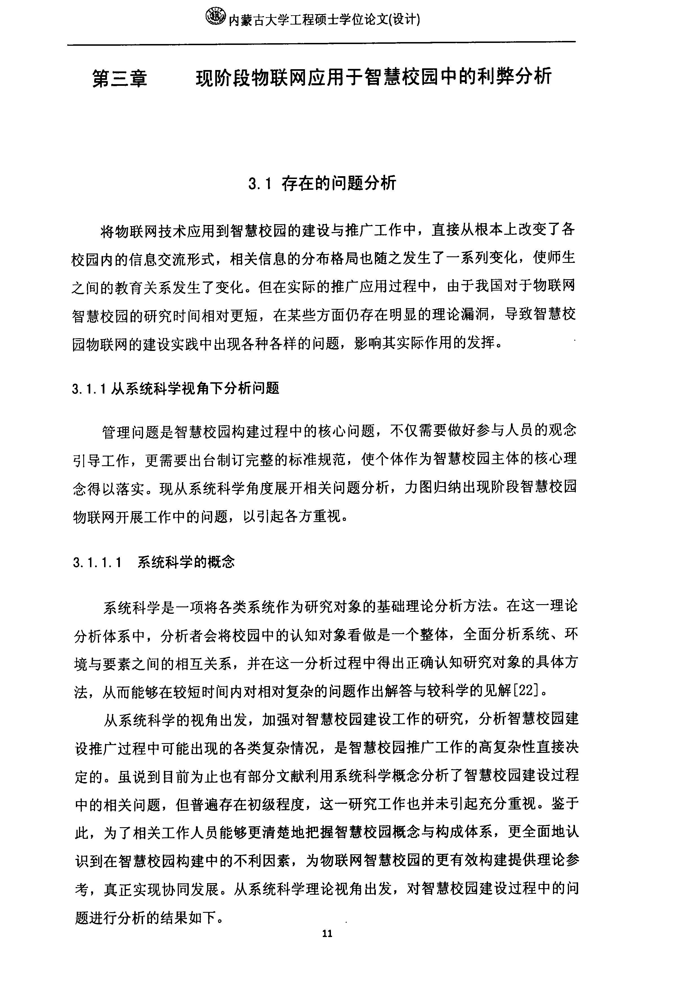 内蒙古大学工程硕士学位论文(设计)
第三章 现阶段物联网应用于智慧校园中的利弊分析
3.1 存在的问题分析
将物联网技术应用到智慧校园的建设与推广工作中，直接从根本上改变了各
校园内的信息交流形式，相关信息的分布格局也随之发生了一系列变化，使师生
之间的教育关系发生了变化。但在实际的推广应用过程中，由于我国对于物联网
智慧校园的研究时间相对更短，在某些方面仍存在明显的理论漏洞，导致智慧校
园物联网的建设实践中出现各种各样的问题，影响其实际作用的发挥。
3.1.1 从系统科学视角下分析问题
管理问题是智慧校园构建过程中的核心问题，不仅需要做好参与人员的观念
引导工作，更需要出台制订完整的标准规范，使个体作为智慧校园主体的核心理
念得以落实。现从系统科学角度展开相关问题分析，力图归纳出现阶段智慧校园
物联网开展工作中的问题，以引起各方重视。
3.1.1.1 系统科学的概念
系统科学是一项将各类系统作为研究对象的基础理论分析方法。在这一理论
分析体系中，分析者会将校园中的认知对象看做是一个整体，全面分析系统、环
境与要素之间的相互关系，并在这一分析过程中得出正确认知研究对象的具体方
法，从而能够在较短时间内对相对复杂的问题作出解答与较科学的见解[22]。
从系统科学的视角出发，加强对智慧校园建设工作的研究，分析智慧校园建
设推广过程中可能出现的各类复杂情况，是智慧校园推广工作的高复杂性直接决
定的。虽说到目前为止也有部分文献利用系统科学概念分析了智慧校园建设过程
中的相关问题，但普遍存在初级程度，这一研究工作也并未引起充分重视。鉴于
此，为了相关工作人员能够更清楚地把握智慧校园概念与构成体系，更全面地认
识到在智慧校园构建中的不利因素，为物联网智慧校园的更有效构建提供理论参
考，真正实现协同发展。从系统科学理论视角出发，对智慧校园建设过程中的问
题进行分析的结果如下。
11